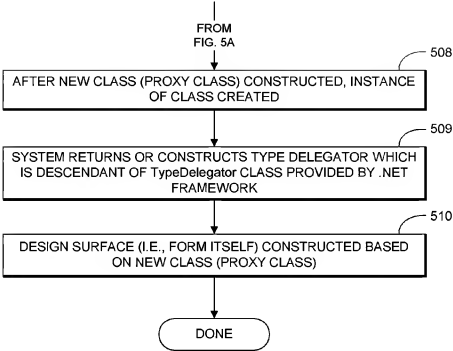 FROM
FIG. 5A
508
AFTER NEW CLASS (PROXY CLASS) CONSTRUCTED, INSTANCE
OF CLASS CREATED
509
SYSTEM RETURNS OR CONSTRUCTS TYPE DELEGATOR WHICH
IS DESCENDANT OF TypeDelegator CLASS PROVIDED BY .NET
FRAMEWORK
510
DESIGN SURFACE (I.E., FORM ITSELF) CONSTRUCTED BASED
ON NEW CLASS (PROXY CLASS)
DONE